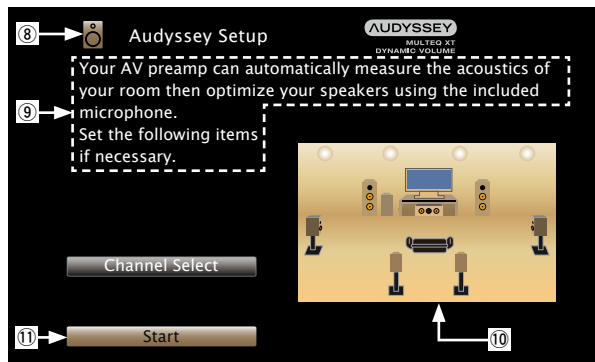 ⑧ Audyssey Setup
AUDYSSEY
MULTEQ XT
DYNAMIC VOLUME
Your AV preamp can automatically measure the acoustics of
your room then optimize your speakers using the included
⑨ microphone.
Set the following items
if necessary.
Channel Select
⑪ Start
⑩